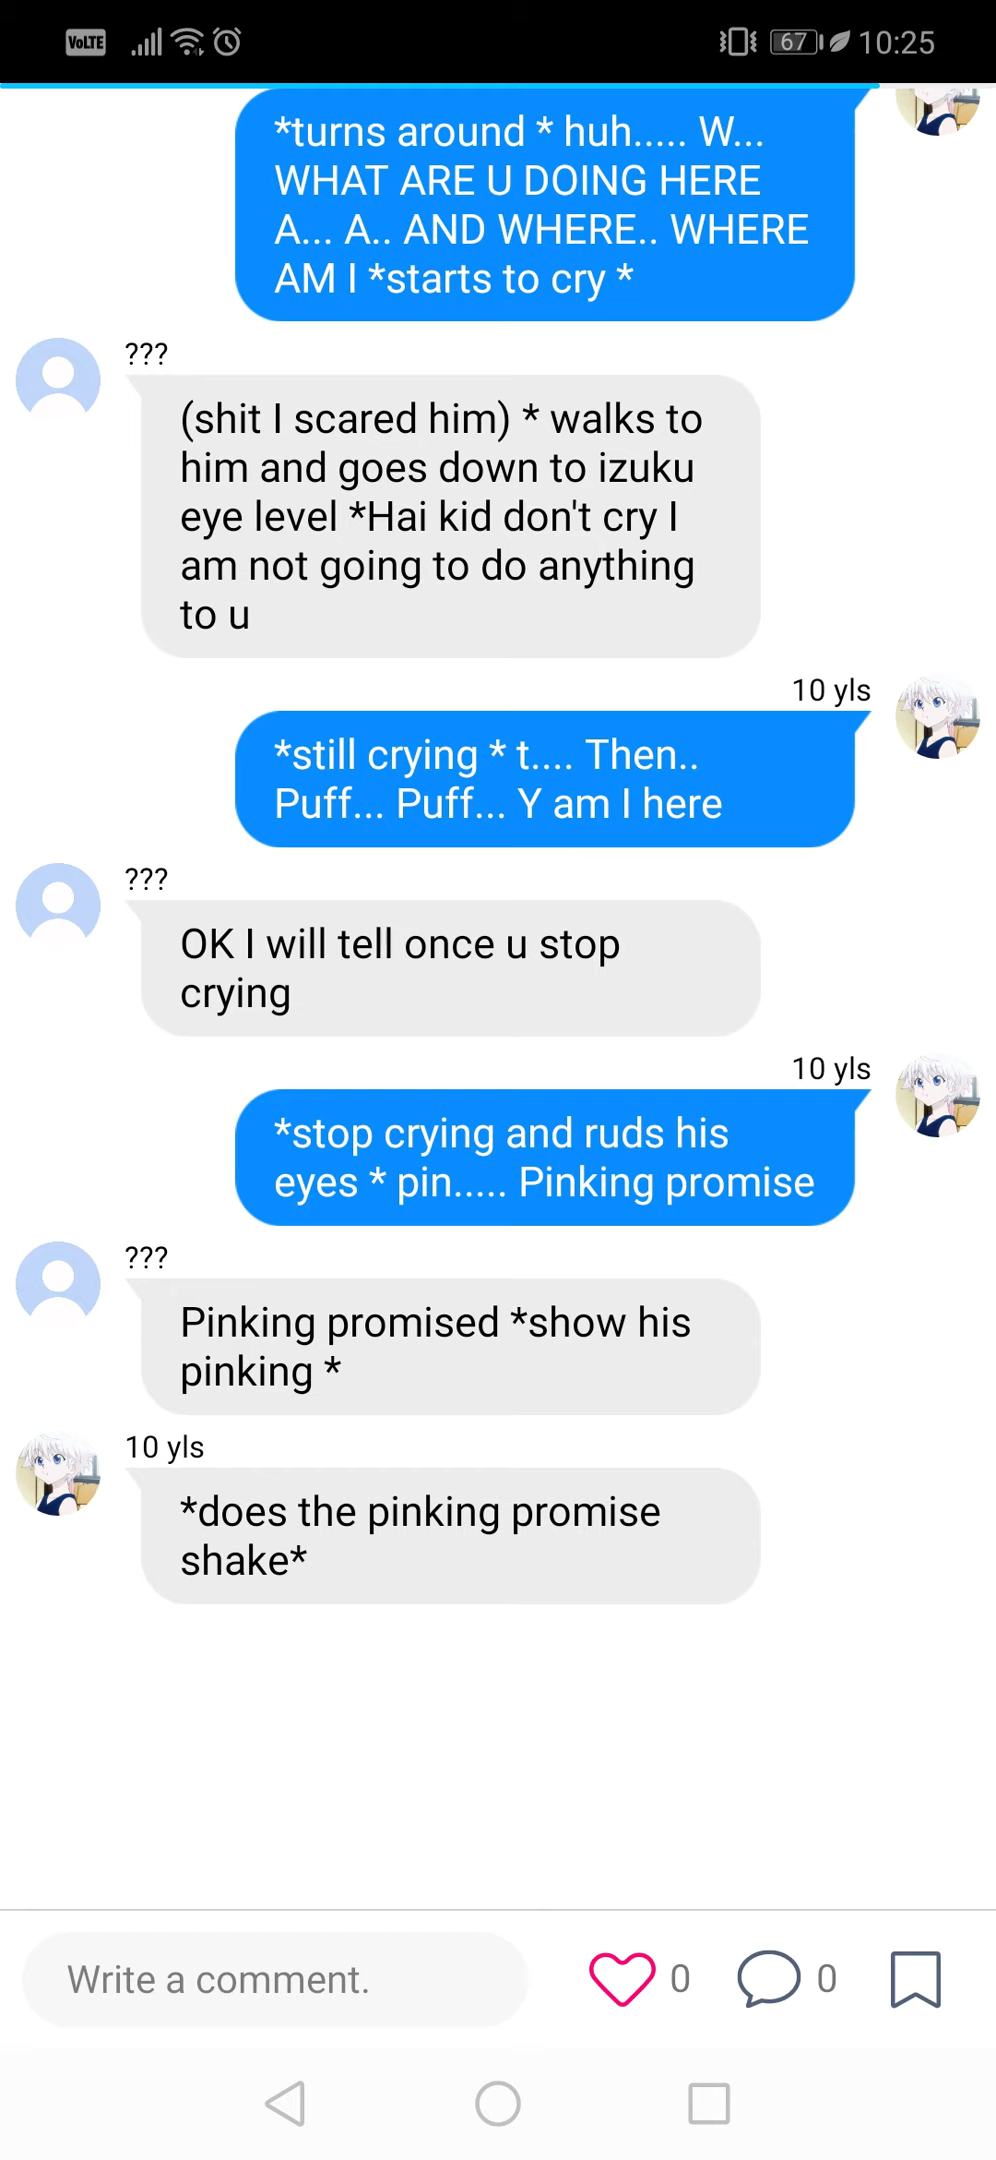 VoLTE 67 10:25
*turns around * huh..... W...
WHAT ARE U DOING HERE
A... A.. AND WHERE.. WHERE
AM I *starts to cry *
???
(shit I scared him) * walks to
him and goes down to izuku
eye level *Hai kid don't cry I
am not going to do anything
to u
10 yls
*still crying * t.... Then..
Puff... Puff... Y am I here
???
OK I will tell once u stop
crying
10 yls
*stop crying and ruds his
eyes * pin..... Pinking promise
???
Pinking promised *show his
pinking *
10 yls
*does the pinking promise
shake*
Write a comment. 0 0